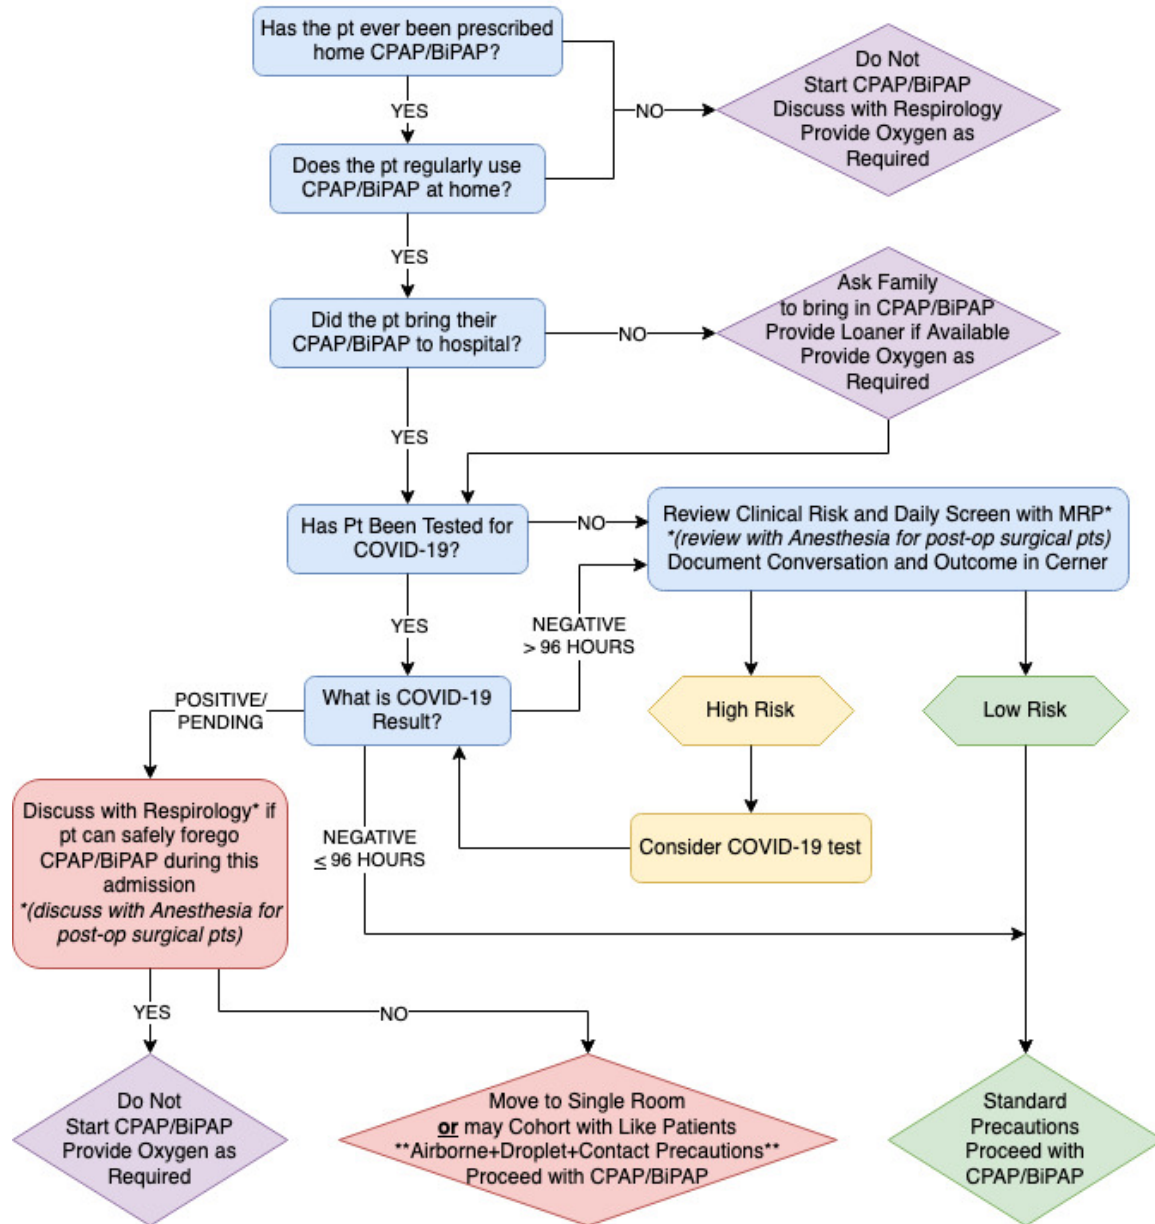 Has the pt ever been prescribed
home CPAP/BiPAP?
Do Not
Start CPAP/BiPAP
Discuss with Respirology
Provide Oxygen as
Required
YES
NO
Does the pt regularly use
CPAP/BiPAP at home?
YES
Did the pt bring their
CPAP/BiPAP to hospital?
NO
Ask Family
to bring in CPAP/BiPAP
Provide Loaner if Available
Provide Oxygen as
Required
YES
Has Pt Been Tested for
COVID-19?
NO
Review Clinical Risk and Daily Screen with MRP*
*(review with Anesthesia for post-op surgical pts)
Document Conversation and Outcome in Cerner
YES
NEGATIVE
> 96 HOURS
POSITIVE/
PENDING
What is COVID-19
Result?
High Risk
Low Risk
Discuss with Respirology* if
pt can safely forego
CPAP/BiPAP during this
admission
*(discuss with Anesthesia for
post-op surgical pts)
NEGATIVE
≤ 96 HOURS
Consider COVID-19 test
YES
NO
Do Not
Start CPAP/BiPAP
Provide Oxygen as
Required
Move to Single Room
or may Cohort with Like Patients
**Airborne+Droplet+Contact Precautions**
Proceed with CPAP/BiPAP
Standard
Precautions
Proceed with
CPAP/BiPAP